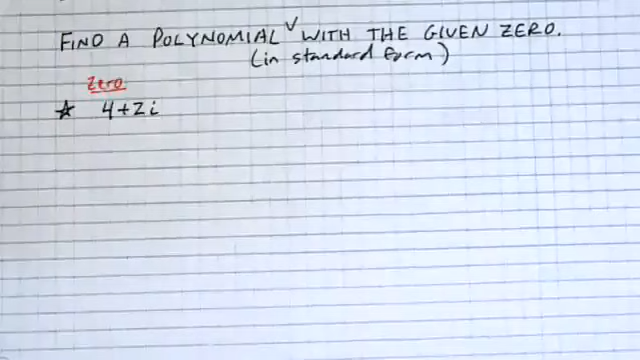 FIND A POLYNOMIAL ∨ WITH THE GIVEN ZERO.
(in standard form)
Zero
☆ 4+2i